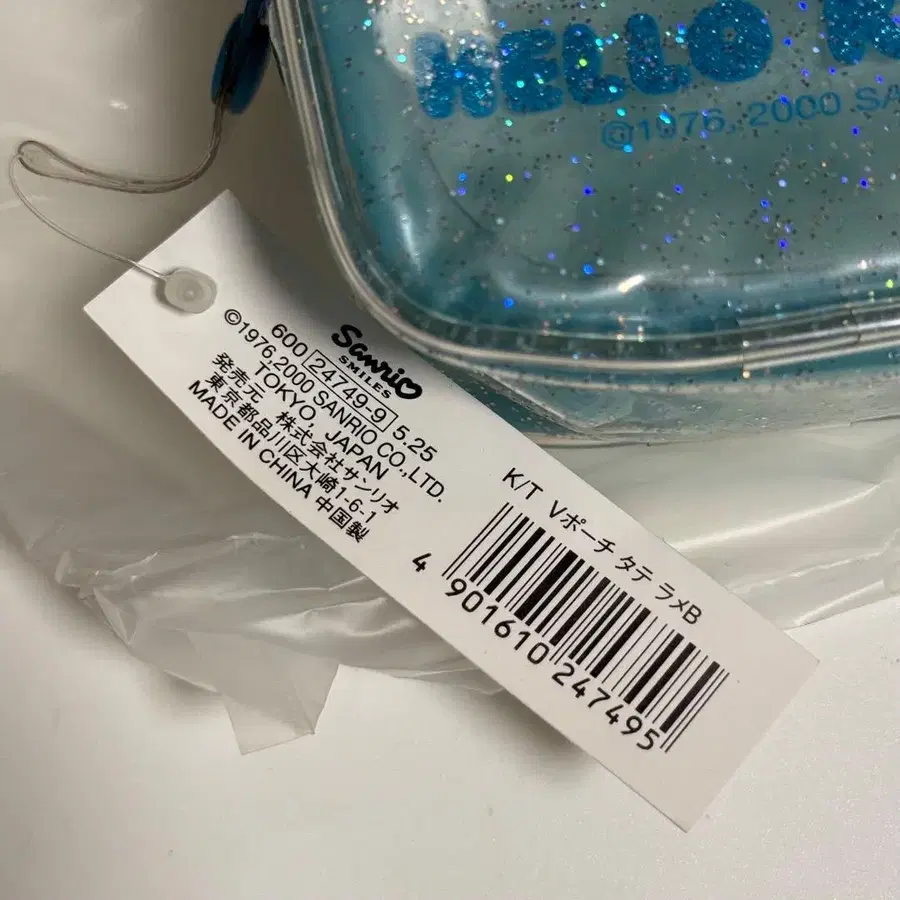 HELLO
©1976, 2000 SA
Sanrio
SMILES
600 24749-9 5.25
©1976,2000 SANRIO CO.,LTD.
TOKYO, JAPAN
発売元 株式会社サンリオ
東京都品川区大崎1-6-1
MADE IN CHINA 中国製
K/T Vポーチ タテ ラメB
4 901610 247495